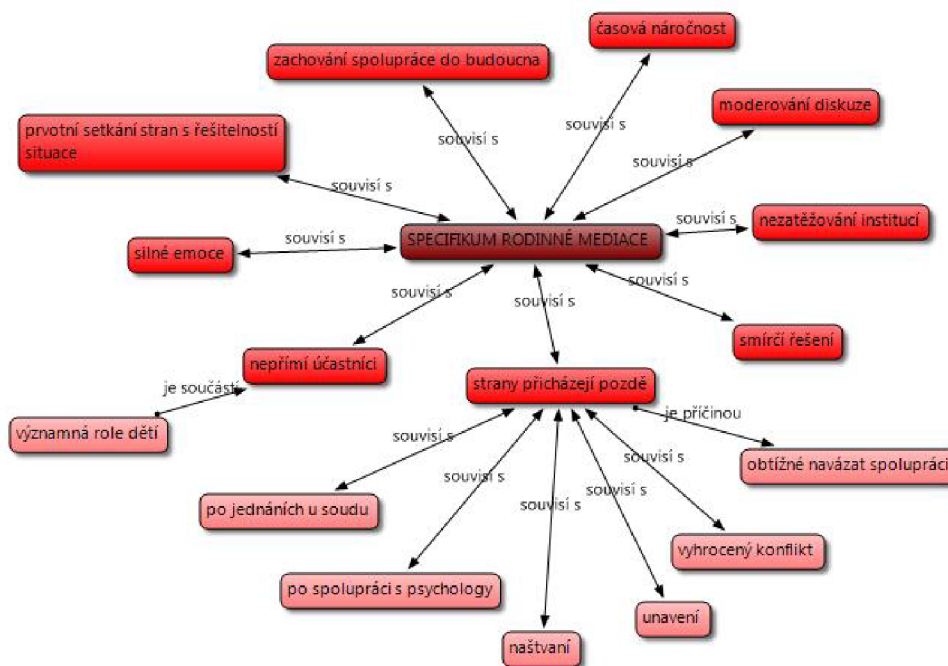 časová náročnost
zachování spolupráce do budoucna
moderování diskuze
prvotní setkání stran s řešitelností
situace
souvisí s
souvisí s
souvisí s
souvisí s
nezatěžování institucí
souvisí s
SPECIFIKUM RODINNÉ MEDIACE
souvisí s
silné emoce
souvisí s
souvisí s
souvisí s
smírčí řešení
nepřímí účastníci
strany přicházejí pozdě
je součástí
je příčinou
významná role dětí
souvisí s
souvisí s
obtížné navázat spolupráci
souvisí s
souvisí s
souvisí s
po jednáních u soudu
vyhrocený konflikt
po spolupráci s psychology
unavení
naštvaní